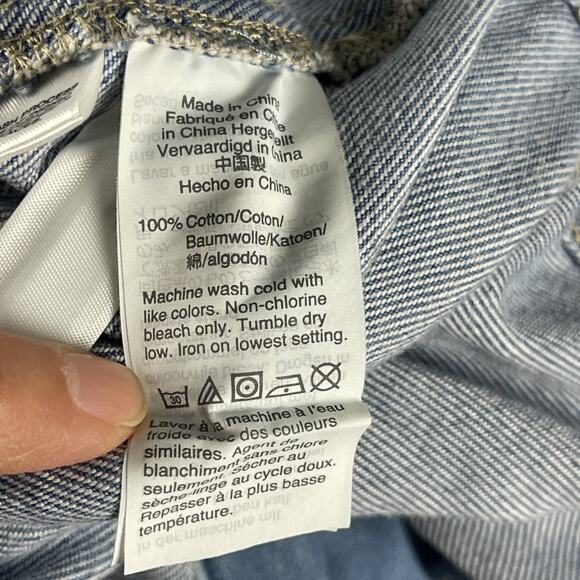 Made in China
Fabriqué en Chine
in China Hergestellt
Vervaardigd in China
中国製
Hecho en China
100% Cotton/Coton/
Baumwolle/Katoen/
綿/algodón
Machine wash cold with
like colors. Non-chlorine
bleach only. Tumble dry
low. Iron on lowest setting.
30
Laver à la machine à l'eau
froide avec des couleurs
similaires. Agent de
blanchiment sans chlore
seulement. Sécher au
sèche-linge au cycle doux.
Repasser à la plus basse
température.